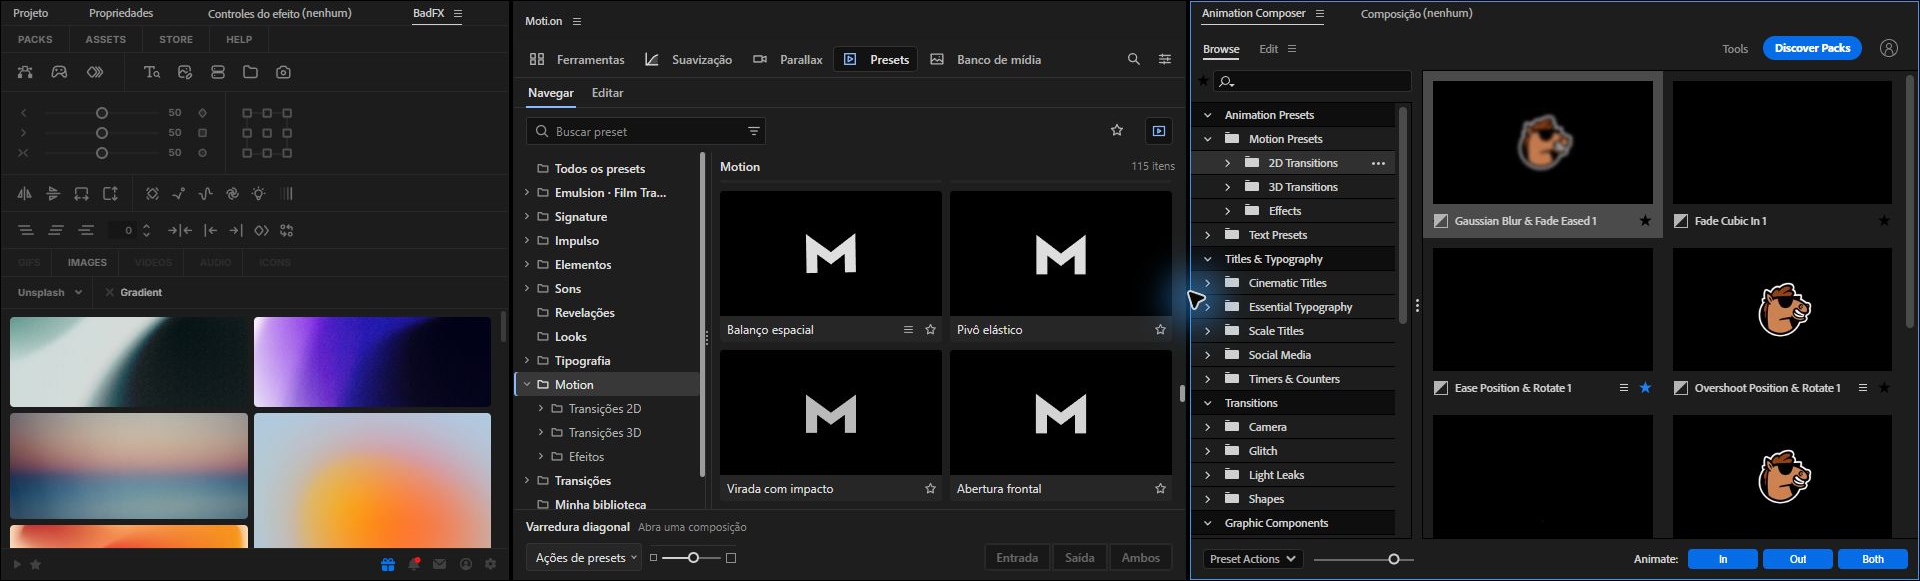 Projeto Propriedades Controles do efeito (nenhum) BadFX
PACKS ASSETS STORE HELP
50
50
50
0
GIFS IMAGES VIDEOS AUDIO ICONS
Unsplash Gradient
Moti.on
Ferramentas Suavização Parallax Presets Banco de mídia
Navegar Editar
Buscar preset
Todos os presets
Emulsion · Film Tra...
Signature
Impulso
Elementos
Sons
Revelações
Looks
Tipografia
Motion
Transições 2D
Transições 3D
Efeitos
Transições
Minha biblioteca
Motion 115 itens
Balanço espacial Pivô elástico
Virada com impacto Abertura frontal
Varredura diagonal Abra uma composição
Ações de presets Entrada Saída Ambos
Animation Composer Composição (nenhum)
Browse Edit Tools Discover Packs
Animation Presets
Motion Presets
2D Transitions
3D Transitions
Effects
Text Presets
Titles & Typography
Cinematic Titles
Essential Typography
Scale Titles
Social Media
Timers & Counters
Transitions
Camera
Glitch
Light Leaks
Shapes
Graphic Components
Gaussian Blur & Fade Eased 1 Fade Cubic In 1
Ease Position & Rotate 1 Overshoot Position & Rotate 1
Preset Actions Animate: In Out Both